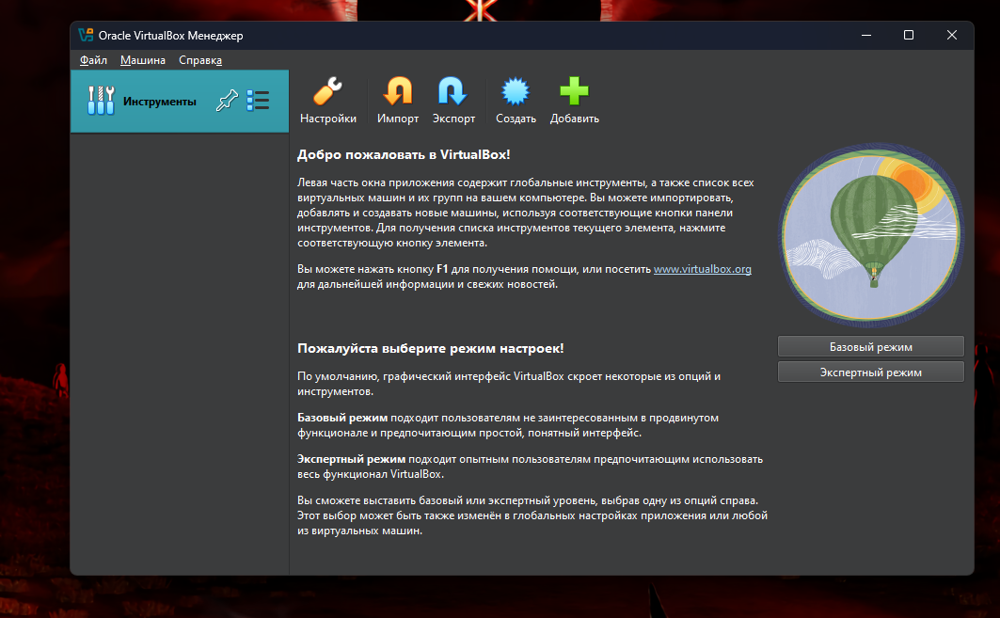 Oracle VirtualBox Менеджер
Файл Машина Справка
Инструменты
Настройки Импорт Экспорт Создать Добавить
Добро пожаловать в VirtualBox!
Левая часть окна приложения содержит глобальные инструменты, а также список всех
виртуальных машин и их групп на вашем компьютере. Вы можете импортировать,
добавлять и создавать новые машины, используя соответствующие кнопки панели
инструментов. Для получения списка инструментов текущего элемента, нажмите
соответствующую кнопку элемента.
Вы можете нажать кнопку F1 для получения помощи, или посетить www.virtualbox.org
для дальнейшей информации и свежих новостей.
Пожалуйста выберите режим настроек!
По умолчанию, графический интерфейс VirtualBox скроет некоторые из опций и
инструментов.
Базовый режим подходит пользователям не заинтересованным в продвинутом
функционале и предпочитающим простой, понятный интерфейс.
Экспертный режим подходит опытным пользователям предпочитающим использовать
весь функционал VirtualBox.
Вы сможете выставить базовый или экспертный уровень, выбрав одну из опций справа.
Этот выбор может быть также изменён в глобальных настройках приложения или любой
из виртуальных машин.
Базовый режим
Экспертный режим